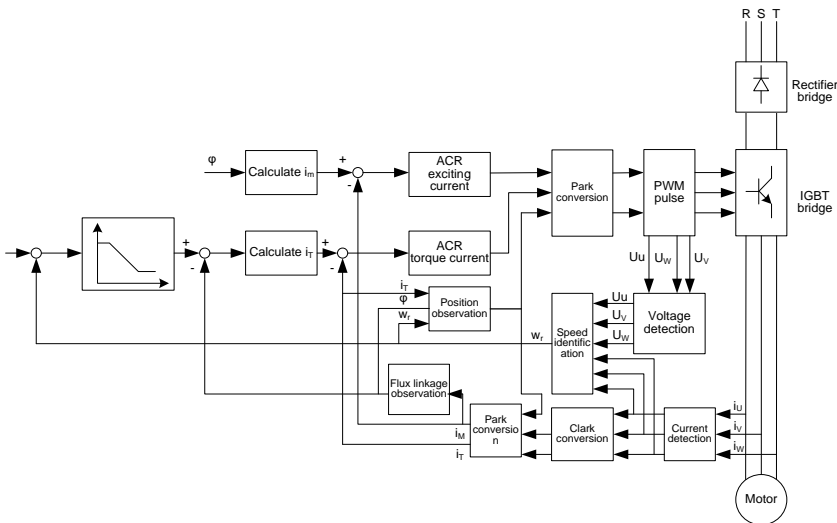 R S T
Rectifier
bridge
φ
Calculate im
+
-
ACR
exciting
current
Park
conversion
PWM
pulse
IGBT
bridge
+
-
Calculate iT
+
-
ACR
torque current
Uu
UW
UV
iT
φ
wr
Position
observation
wr
Speed
identific
ation
Uu
UV
UW
Voltage
detection
Flux linkage
observation
iM
iT
Park
conversio
n
Clark
conversion
Current
detection
iU
iV
iW
Motor